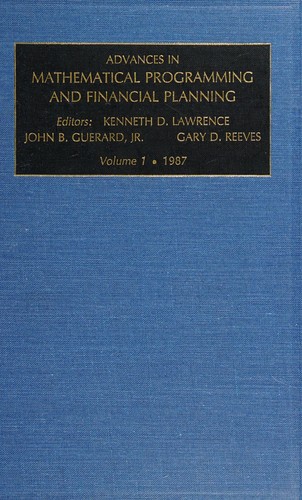 ADVANCES IN
MATHEMATICAL PROGRAMMING
AND FINANCIAL PLANNING
Editors: KENNETH D. LAWRENCE
JOHN B. GUERARD, JR. GARY D. REEVES
Volume 1 • 1987